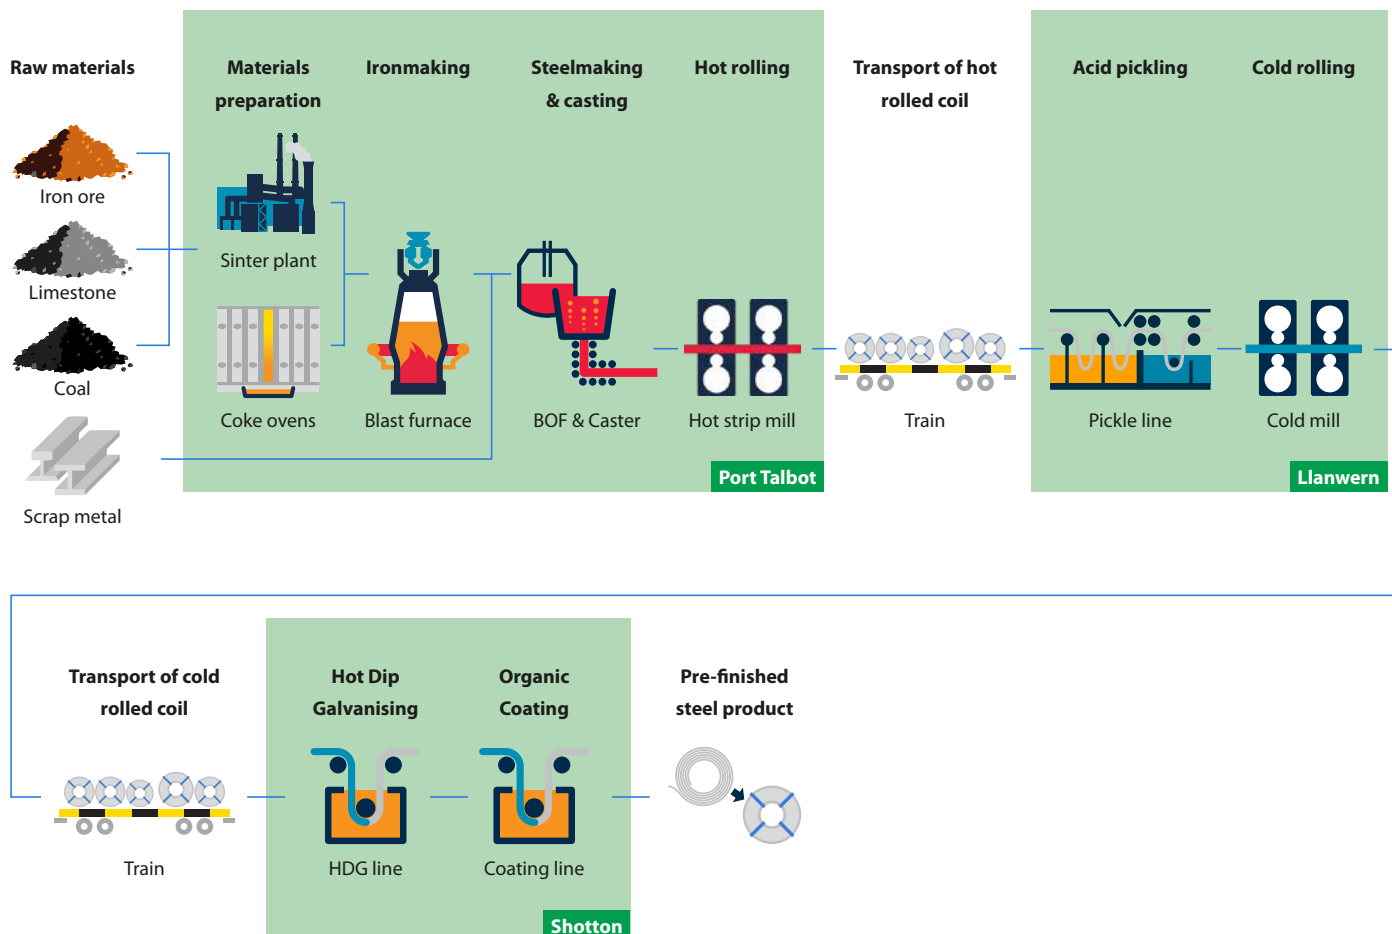 Raw materials
Materials
preparation
Ironmaking
Steelmaking
& casting
Hot rolling
Transport of hot
rolled coil
Acid pickling
Cold rolling
Iron ore
Limestone
Coal
Scrap metal
Sinter plant
Coke ovens
Blast furnace
BOF & Caster
Hot strip mill
Train
Pickle line
Cold mill
Port Talbot
Llanwern
Transport of cold
rolled coil
Hot Dip
Galvanising
Organic
Coating
Pre-finished
steel product
Train
HDG line
Coating line
Shotton